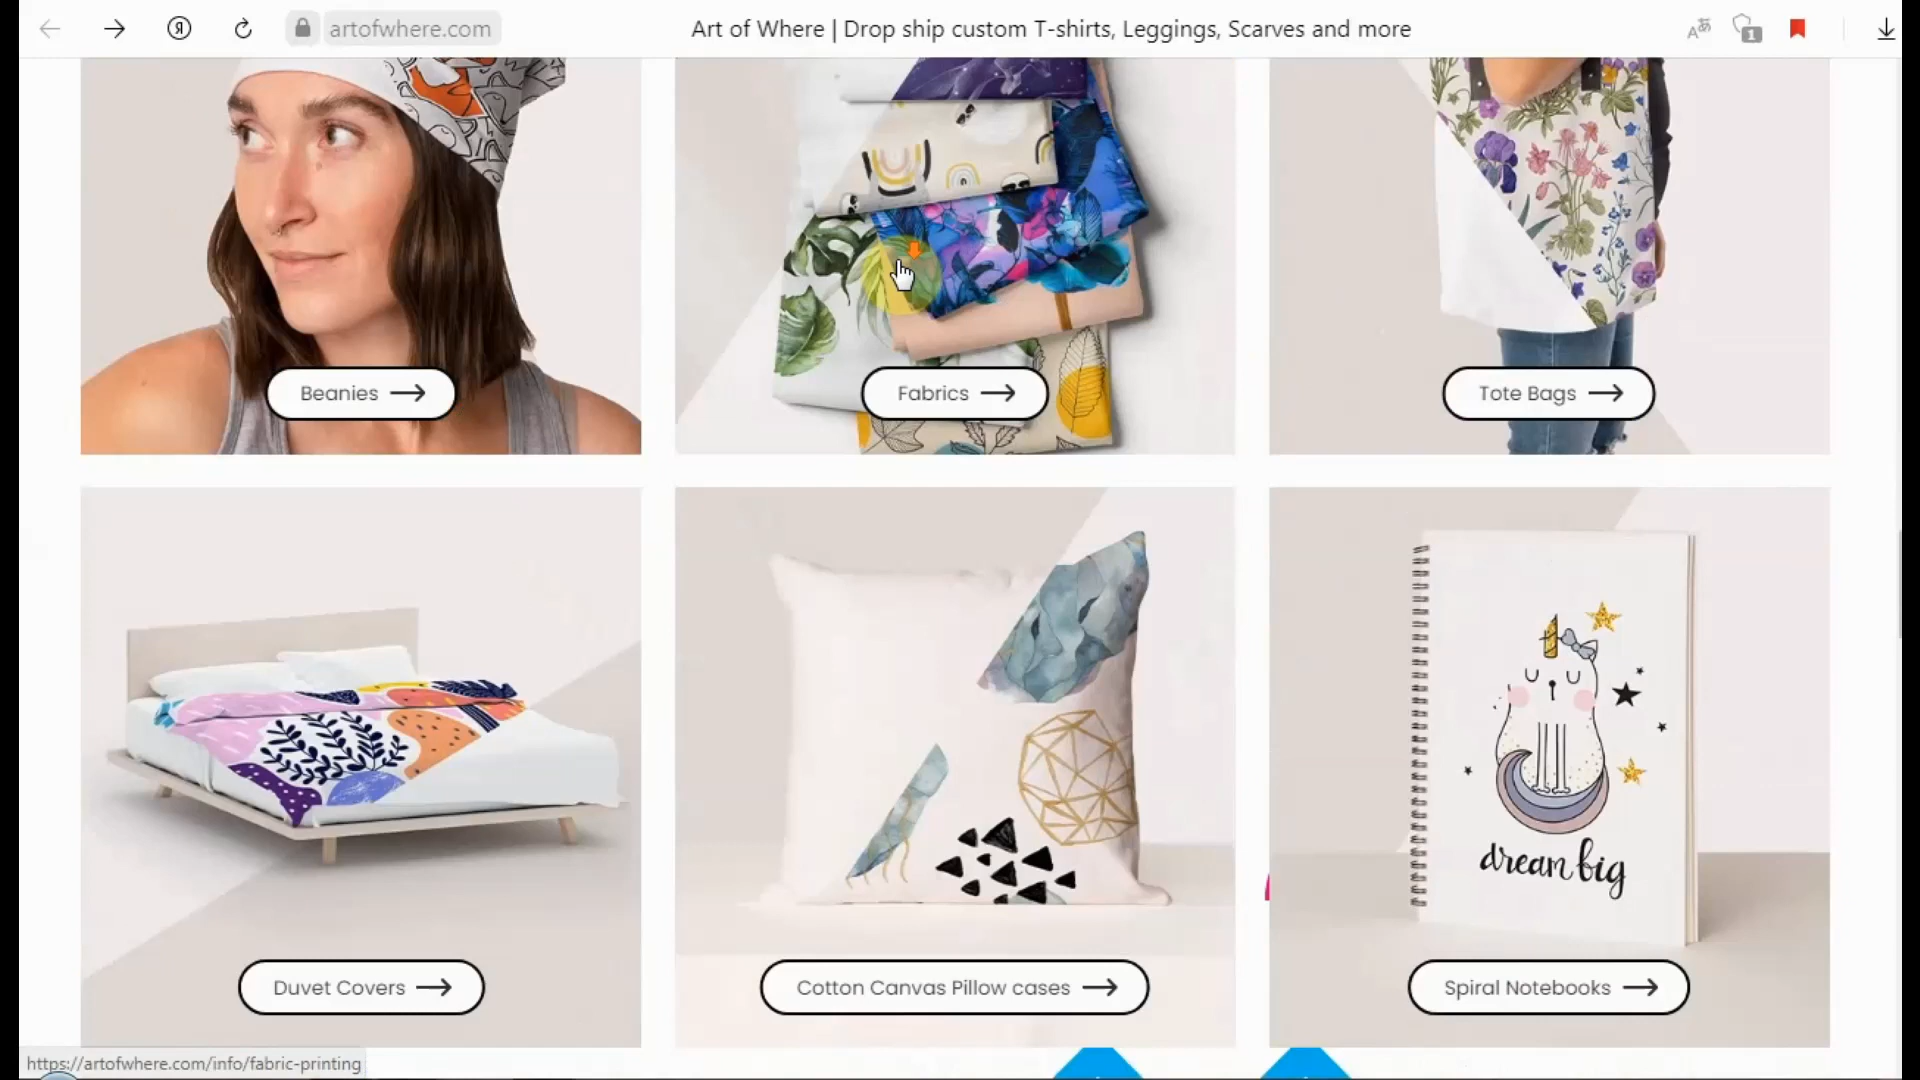 artofwhere.com
Art of Where | Drop ship custom T-shirts, Leggings, Scarves and more
1
Beanies
Fabrics
Tote Bags
dream big
Duvet Covers
Cotton Canvas Pillow cases
Spiral Notebooks
https://artofwhere.com/info/fabric-printing